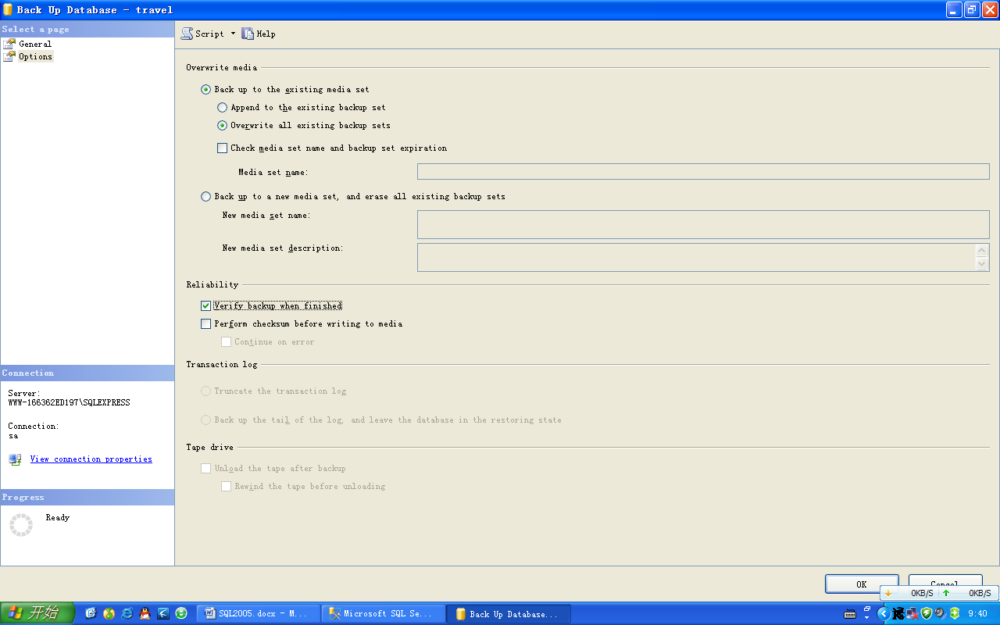 Back Up Database - travel
Select a page
General
Options
Script
Help
Overwrite media
Back up to the existing media set
Append to the existing backup set
Overwrite all existing backup sets
Check media set name and backup set expiration
Media set name:
Back up to a new media set, and erase all existing backup sets
New media set name:
New media set description:
Reliability
Verify backup when finished
Perform checksum before writing to media
Continue on error
Transaction log
Truncate the transaction log
Back up the tail of the log, and leave the database in the restoring state
Tape drive
Unload the tape after backup
Rewind the tape before unloading
Connection
Server:
WWW-166362ED197\SQLEXPRESS
Connection:
sa
View connection properties
Progress
Ready
OK
Cancel
0KB/S
0KB/S
开始
SQL2005.docx - M...
Microsoft SQL Se...
Back Up Database...
9:40